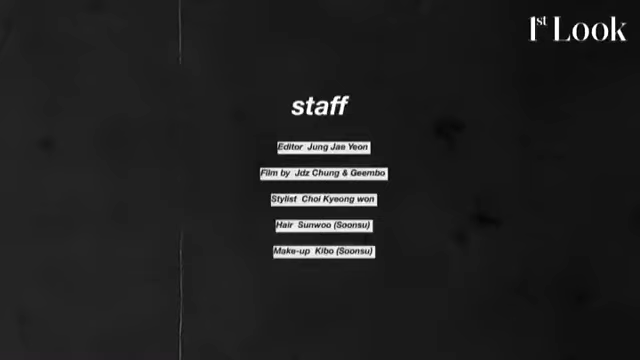 1st Look
staff
Editor Jung Jae Yeon
Film by Jdz Chung & Geembo
Stylist Choi Kyeong won
Hair Sunwoo (Soonsu)
Make-up Kibo (Soonsu)